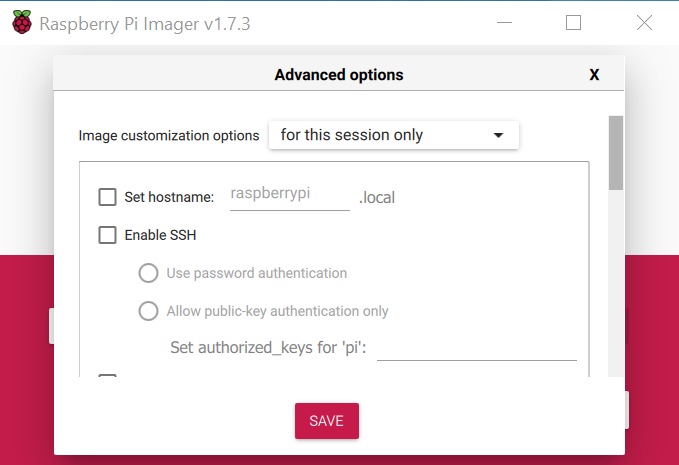 Raspberry Pi Imager v1.7.3
Advanced options X
Image customization options for this session only
Set hostname: raspberrypi .local
Enable SSH
Use password authentication
Allow public-key authentication only
Set authorized_keys for 'pi':
SAVE